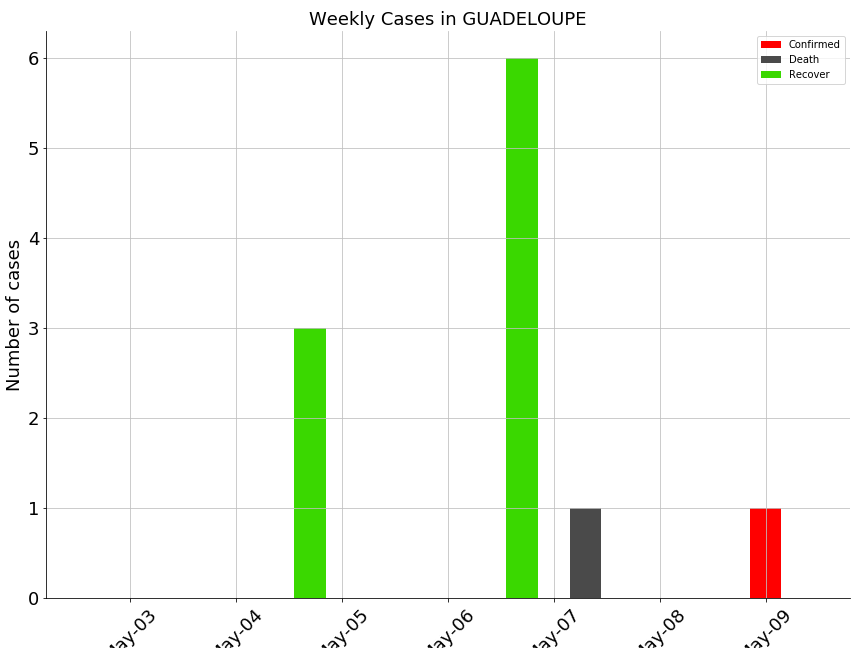 Weekly Cases in GUADELOUPE
Confirmed
Death
Recover
Number of cases
6
5
4
3
2
1
0
May-03
May-04
May-05
May-06
May-07
May-08
May-09